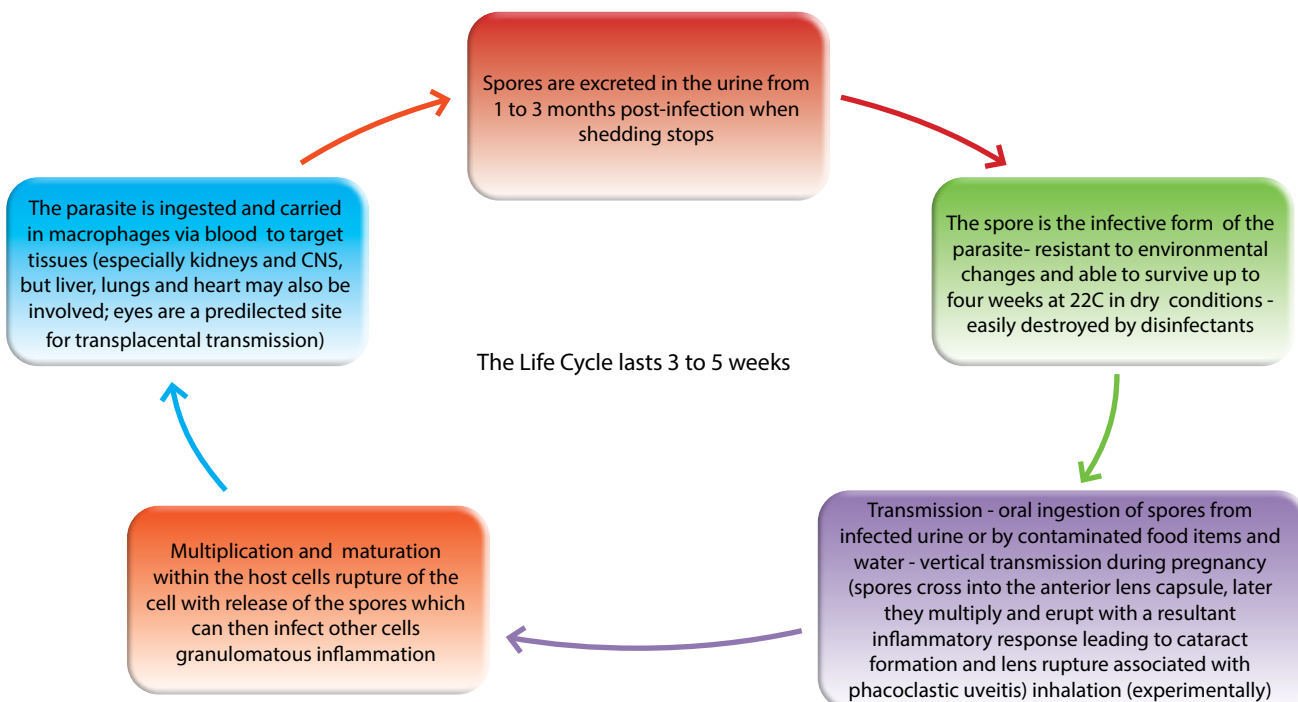 Spores are excreted in the urine from
1 to 3 months post-infection when
shedding stops
The spore is the infective form of the
parasite- resistant to environmental
changes and able to survive up to
four weeks at 22C in dry conditions -
easily destroyed by disinfectants
Transmission - oral ingestion of spores from
infected urine or by contaminated food items and
water - vertical transmission during pregnancy
(spores cross into the anterior lens capsule, later
they multiply and erupt with a resultant
inflammatory response leading to cataract
formation and lens rupture associated with
phacoclastic uveitis) inhalation (experimentally)
Multiplication and maturation
within the host cells rupture of the
cell with release of the spores which
can then infect other cells
granulomatous inflammation
The parasite is ingested and carried
in macrophages via blood to target
tissues (especially kidneys and CNS,
but liver, lungs and heart may also be
involved; eyes are a predilected site
for transplacental transmission)
The Life Cycle lasts 3 to 5 weeks